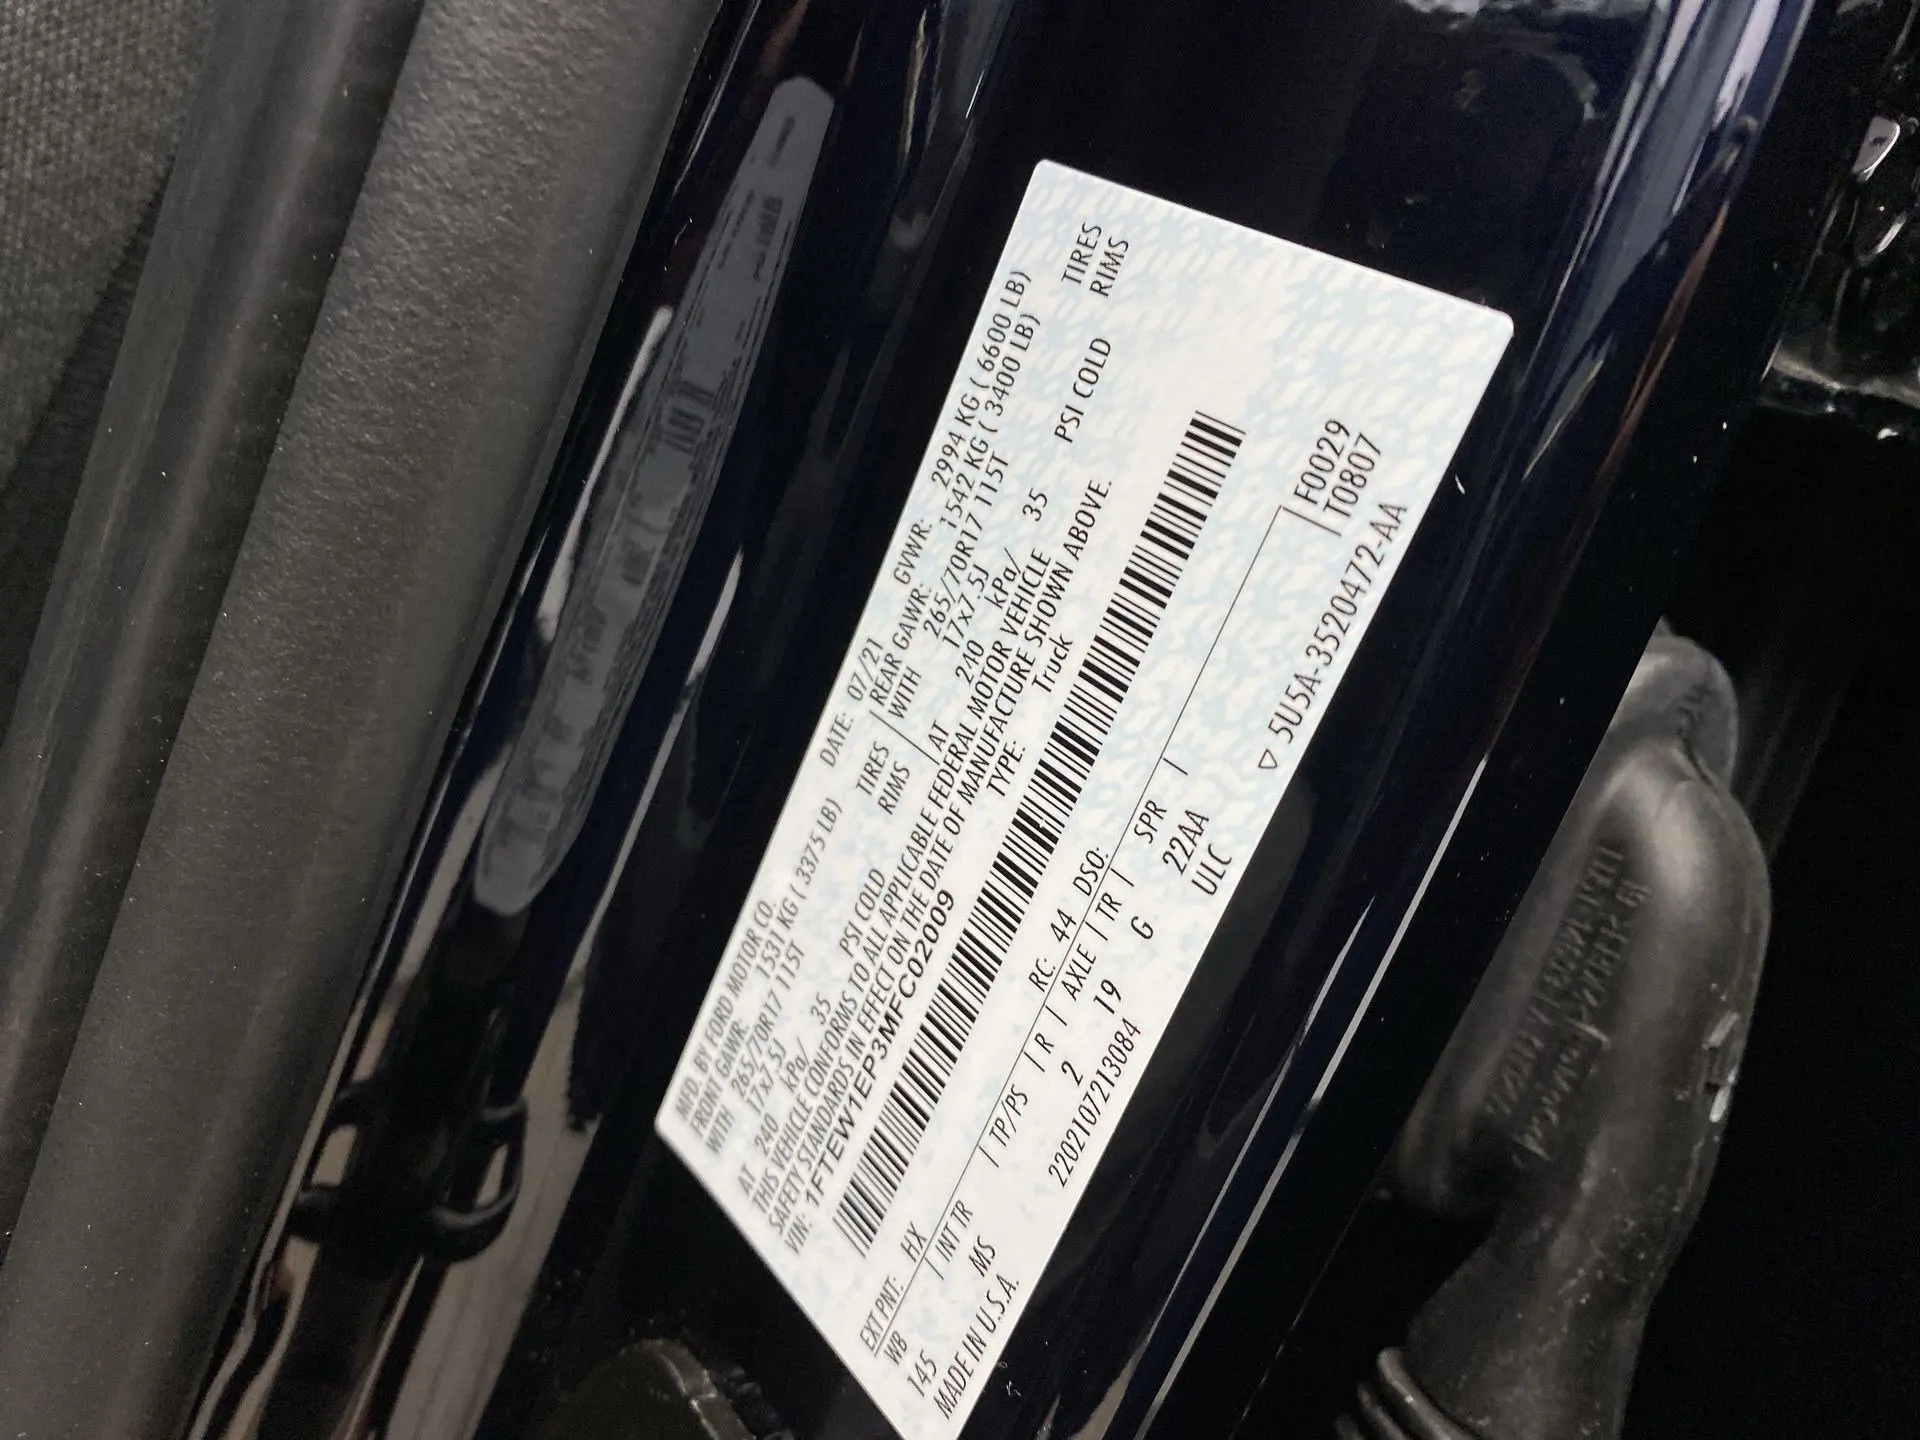 MFD. BY FORD MOTOR CO. DATE: 07/21 GVWR: 2994 KG ( 6600 LB)
FRONT GAWR: 1531 KG ( 3375 LB) REAR GAWR: 1542 KG ( 3400 LB)
WITH 265/70R17 115T TIRES WITH 265/70R17 115T TIRES
17x7.5J RIMS 17x7.5J RIMS
AT 240 kPa/ 35 PSI COLD AT 240 kPa/ 35 PSI COLD
THIS VEHICLE CONFORMS TO ALL APPLICABLE FEDERAL MOTOR VEHICLE
SAFETY STANDARDS IN EFFECT ON THE DATE OF MANUFACTURE SHOWN ABOVE.
VIN: 1FTEW1EP3MFC02009 TYPE: Truck
EXT PNT: HX RC: 44 DSO:
WB | INT TR | TP/PS | R | AXLE | TR | SPR | F0029
145 MS 2 19 G 22AA T0807
MADE IN U.S.A. 2202107213084 ULC ▽ 5U5A-3520472-AA